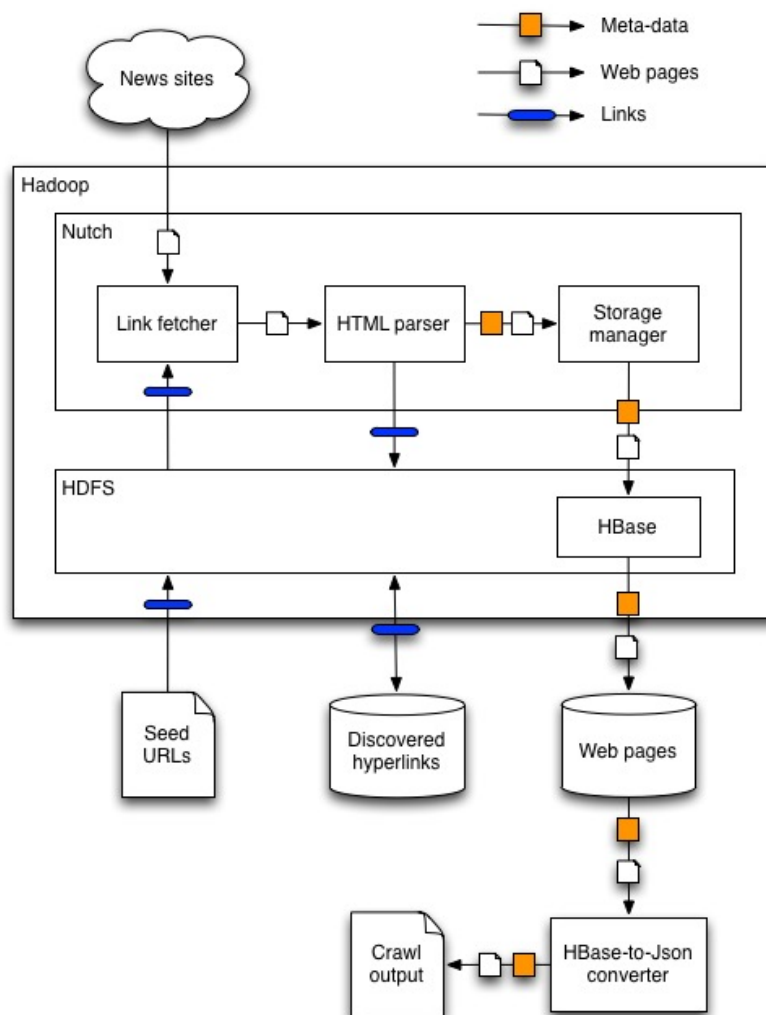 Meta-data
News sites
Web pages
Links
Hadoop
Nutch
Link fetcher
HTML parser
Storage
manager
HDFS
HBase
Seed
URLs
Discovered
hyperlinks
Web pages
Crawl
output
HBase-to-Json
converter